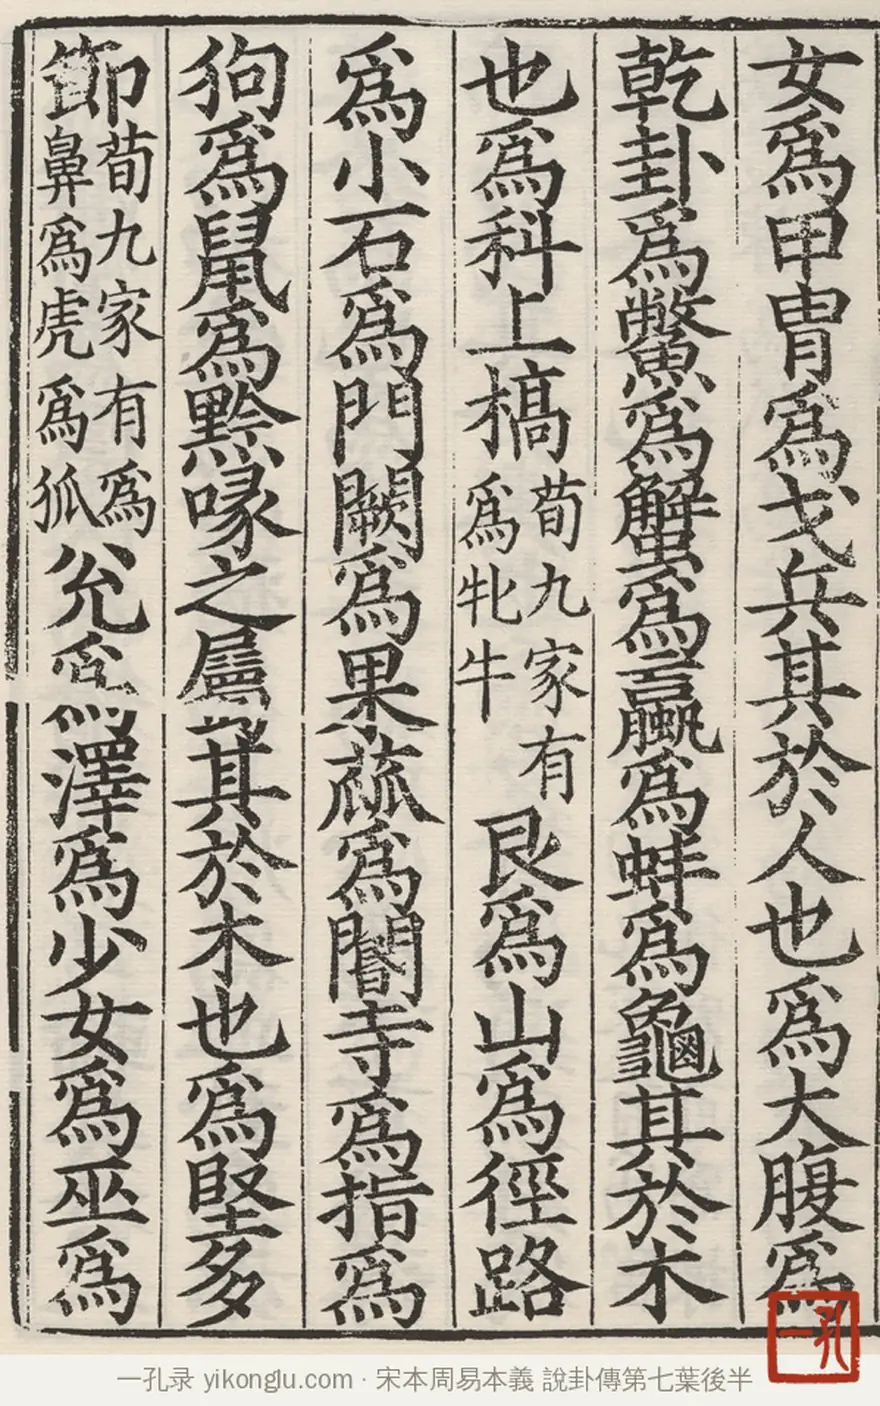 女爲甲冑爲戈兵其於人也爲大腹爲
乾卦爲鱉爲蟹爲蠃爲蚌爲龜其於木
也爲科上槁荀九家有爲牝牛艮爲山爲徑路
爲小石爲門闕爲果蓏爲閽寺爲指爲
狗爲鼠爲黔喙之屬其於木也爲堅多
節荀九家有爲鼻爲虎爲狐兊爲澤爲少女爲巫爲
一孔
一孔录 yikonglu.com · 宋本周易本義 說卦傳第七葉後半